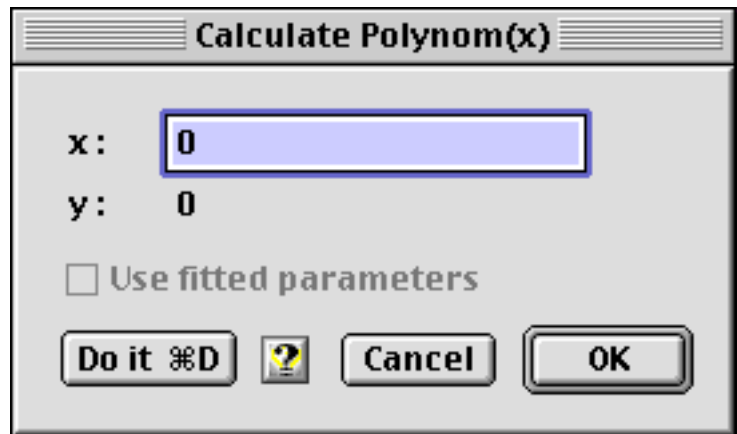 Calculate Polynom(x)
x: 0
y: 0
Use fitted parameters
Do it ⌘D ? Cancel OK